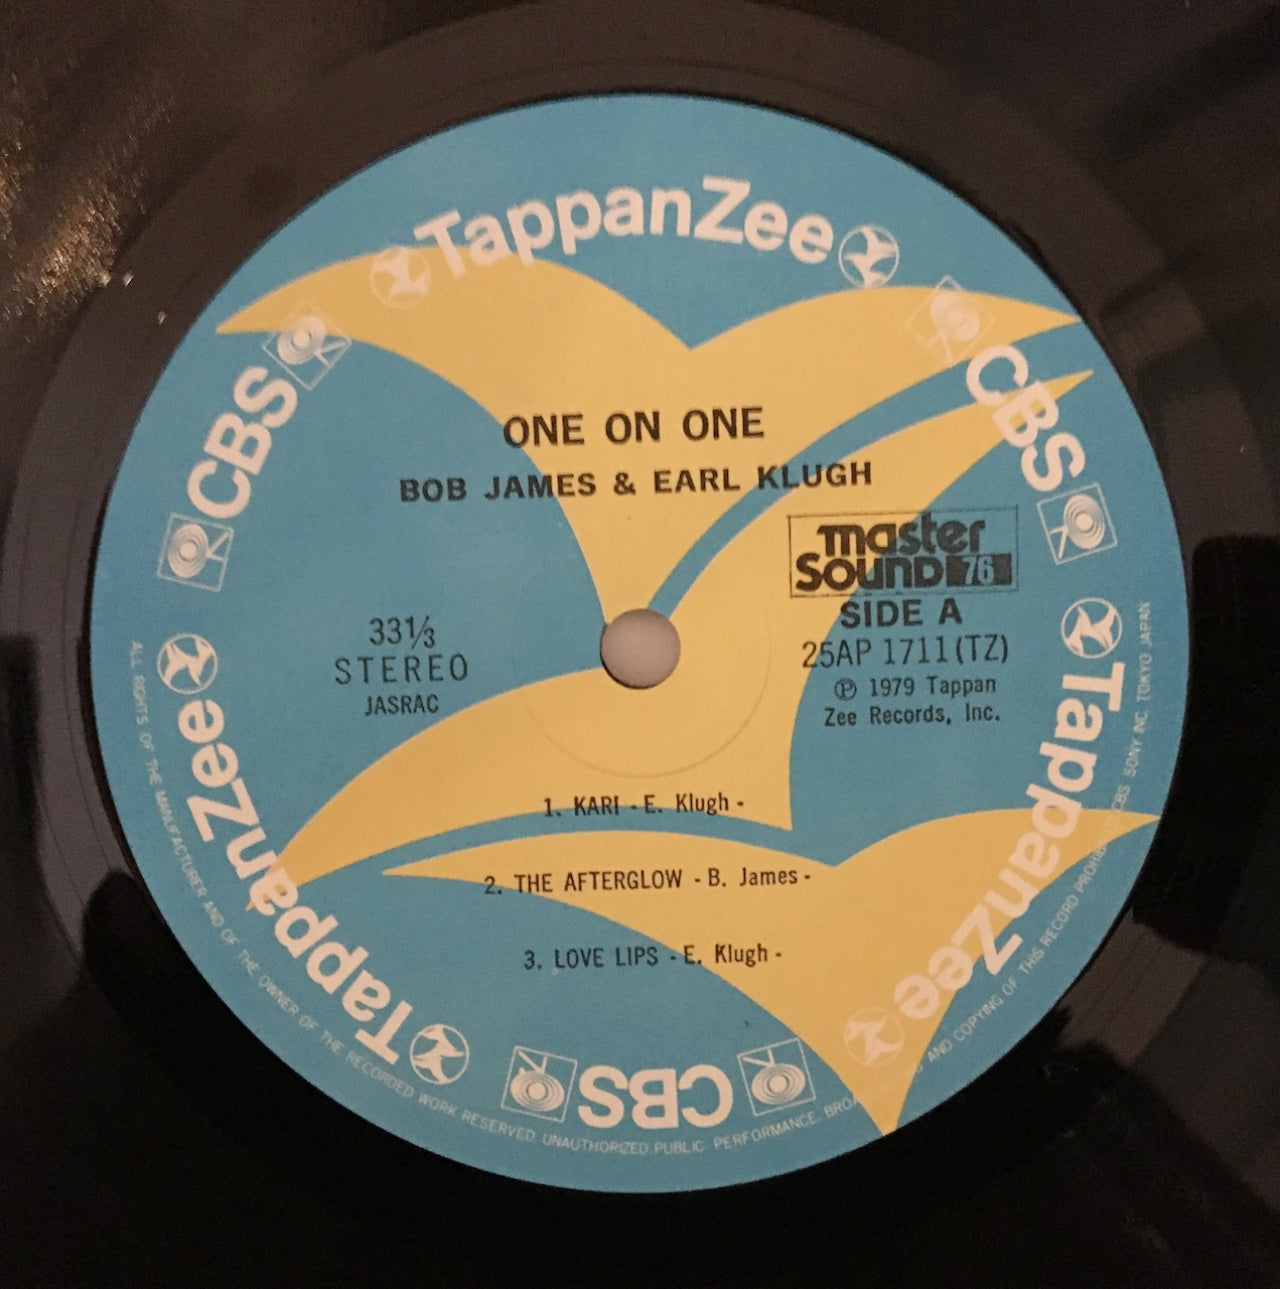 TappanZee
CBS
CBS
ONE ON ONE
BOB JAMES & EARL KLUGH
master
Sound 76
SIDE A
33⅓
STEREO
JASRAC
25AP 1711(TZ)
Ⓟ 1979 Tappan
Zee Records, Inc.
1. KARI - E. Klugh -
2. THE AFTERGLOW - B. James -
3. LOVE LIPS - E. Klugh -
TappanZee
TappanZee
CBS
ALL RIGHTS OF THE MANUFACTURER AND OF THE OWNER OF THE RECORDED WORK RESERVED. UNAUTHORIZED PUBLIC PERFORMANCE, AND COPYING OF THIS RECORD CBS SONY INC. TOKYO JAPAN